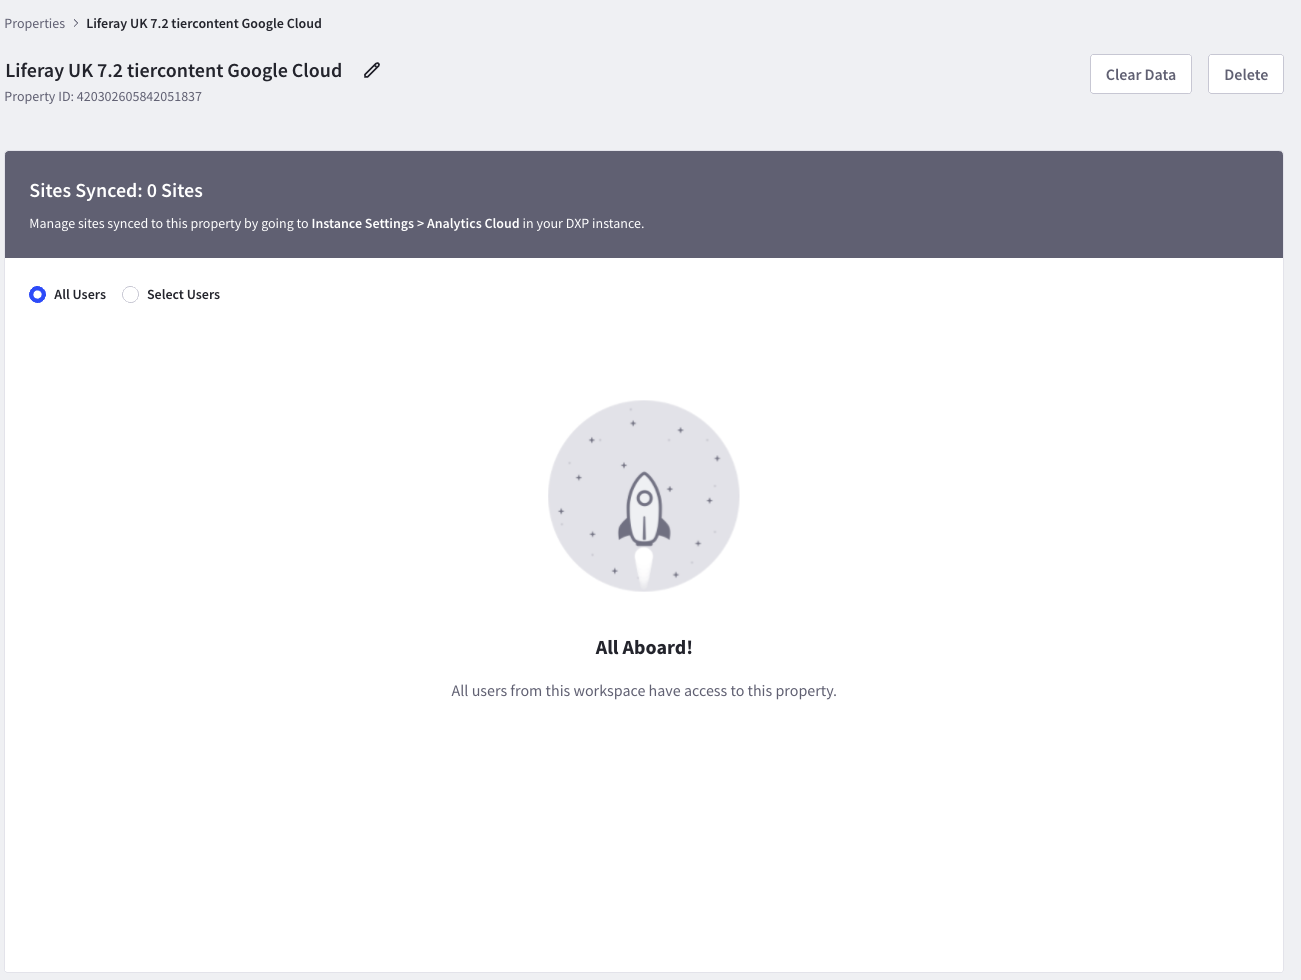 Properties > Liferay UK 7.2 tiercontent Google Cloud
Liferay UK 7.2 tiercontent Google Cloud
Clear Data
Delete
Property ID: 420302605842051837
Sites Synced: 0 Sites
Manage sites synced to this property by going to Instance Settings > Analytics Cloud in your DXP instance.
All Users
Select Users
All Aboard!
All users from this workspace have access to this property.